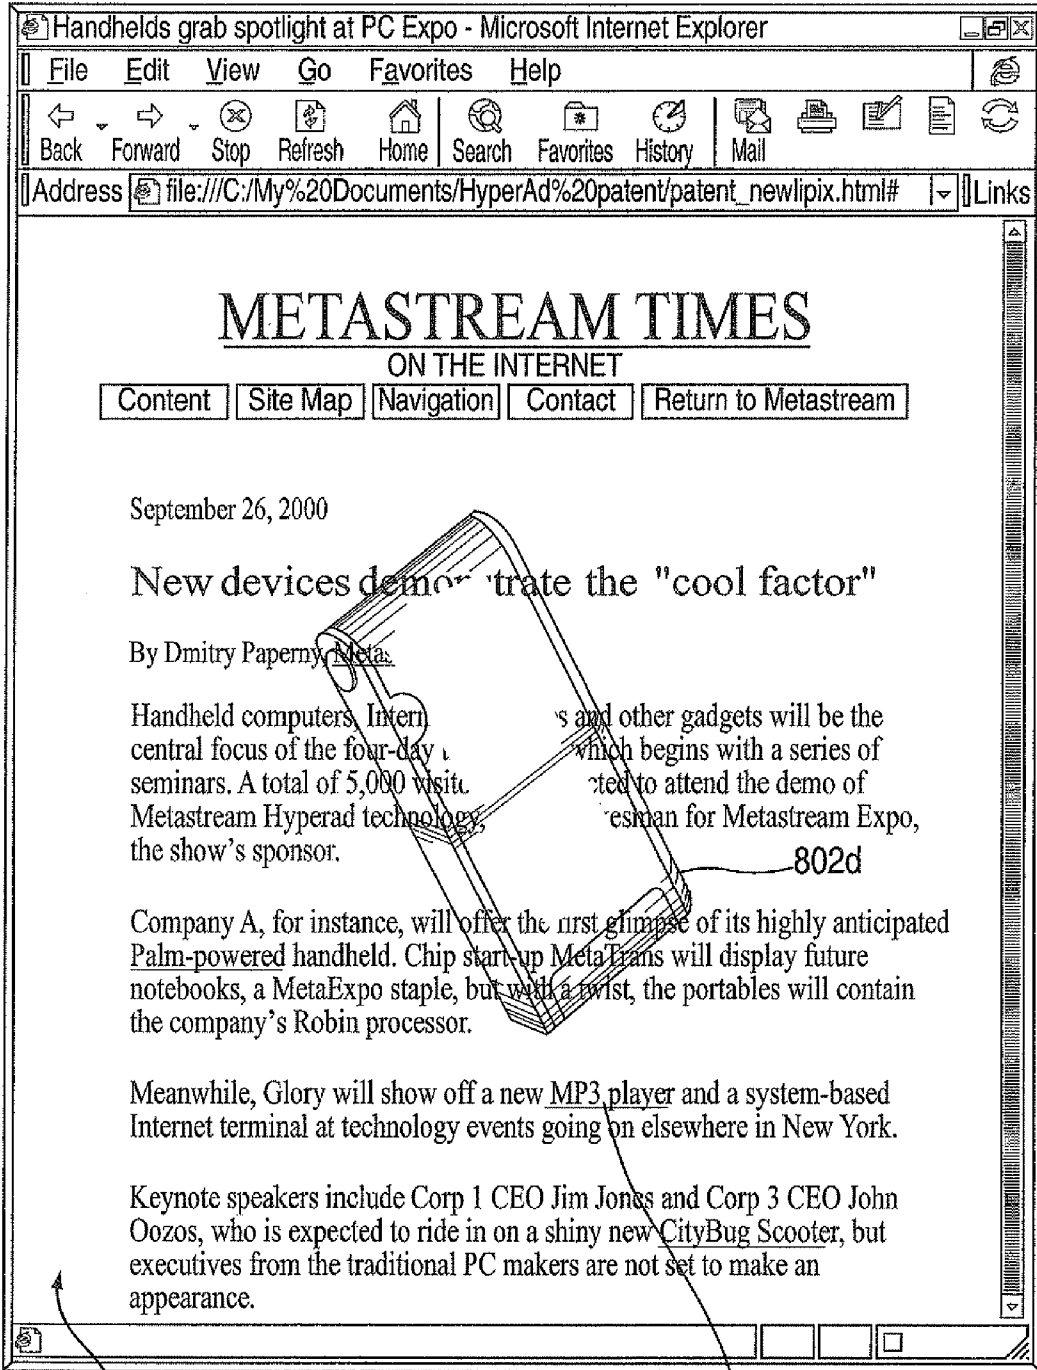 Handhelds grab spotlight at PC Expo - Microsoft Internet Explorer
File Edit View Go Favorites Help
Back Forward Stop Refresh Home Search Favorites History Mail
Address file:///C:/My%20Documents/HyperAd%20patent/patent_newlipix.html# Links
METASTREAM TIMES
ON THE INTERNET
Content Site Map Navigation Contact Return to Metastream
September 26, 2000
New devices demon trate the "cool factor"
By Dmitry Paperny, Metas
Handheld computers, Intern s and other gadgets will be the
central focus of the four-day which begins with a series of
seminars. A total of 5,000 visito cted to attend the demo of
Metastream Hyperad technology, esman for Metastream Expo,
the show's sponsor.
802d
Company A, for instance, will offer the first glimpse of its highly anticipated
Palm-powered handheld. Chip start-up MetaTrans will display future
notebooks, a MetaExpo staple, but with a twist, the portables will contain
the company's Robin processor.
Meanwhile, Glory will show off a new MP3 player and a system-based
Internet terminal at technology events going on elsewhere in New York.
Keynote speakers include Corp 1 CEO Jim Jones and Corp 3 CEO John
Oozos, who is expected to ride in on a shiny new CityBug Scooter, but
executives from the traditional PC makers are not set to make an
appearance.